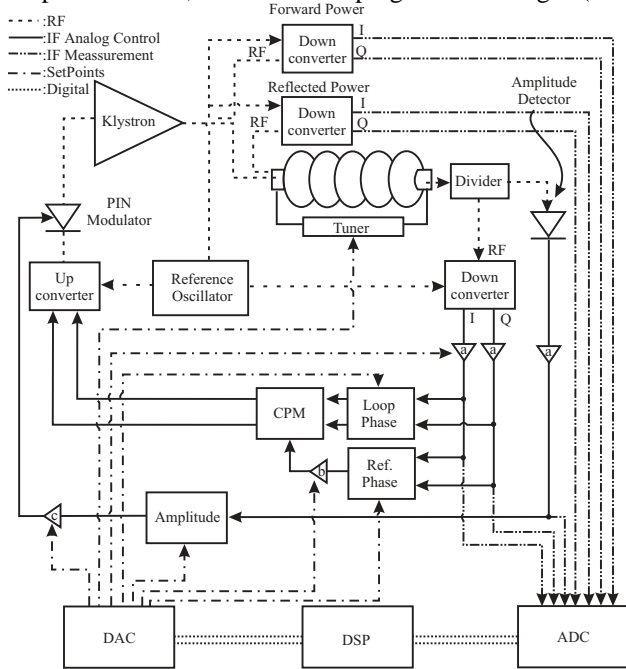 Forward Power
:RF
:IF Analog Control
:IF Measurement
:SetPoints
:Digital
Down
converter
I
Q
RF
Reflected Power
Down
converter
I
Q
RF
Amplitude
Detector
Klystron
Divider
PIN
Modulator
Tuner
RF
Up
converter
Reference
Oscillator
Down
converter
I
Q
a
a
a
CPM
Loop
Phase
b
Ref.
Phase
c
Amplitude
DAC
DSP
ADC